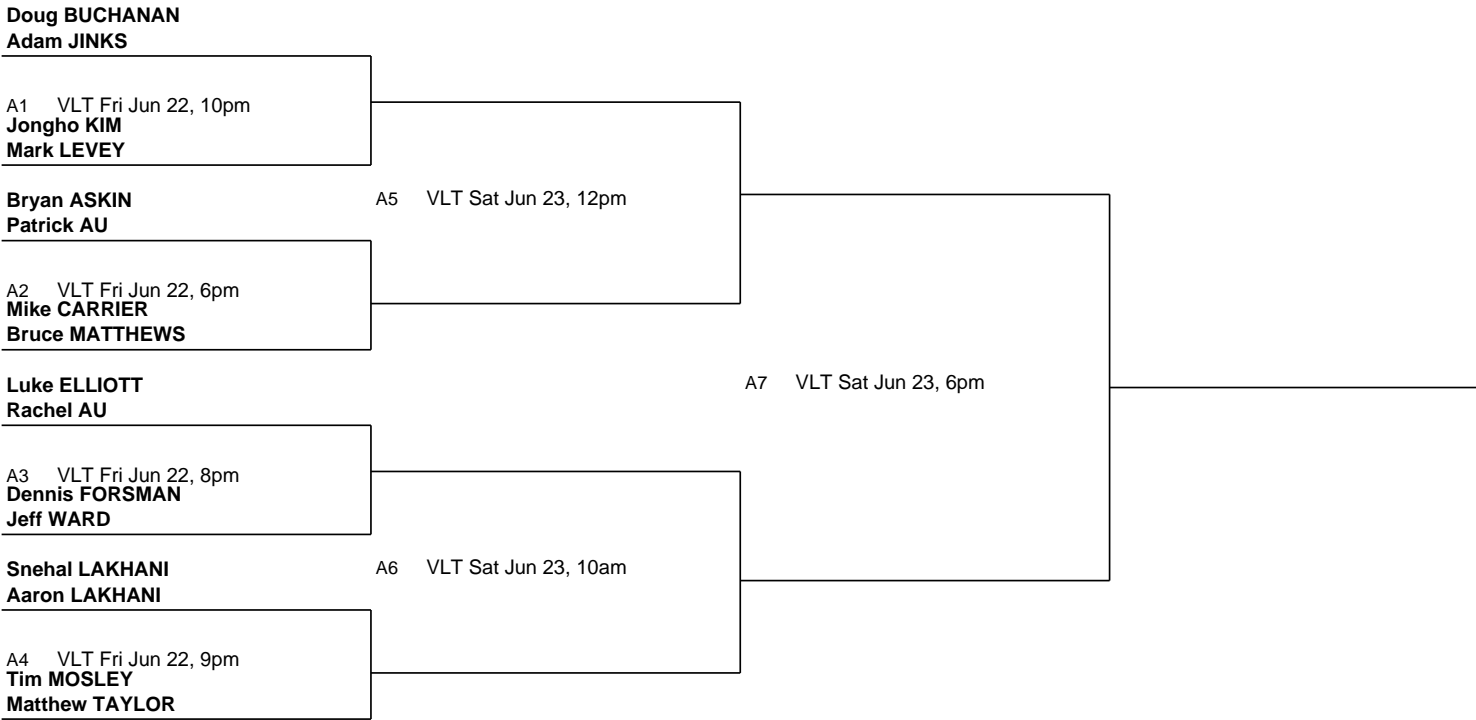 Doug BUCHANAN
Adam JINKS
A1 VLT Fri Jun 22, 10pm
Jongho KIM
Mark LEVEY
Bryan ASKIN
Patrick AU
A5 VLT Sat Jun 23, 12pm
A2 VLT Fri Jun 22, 6pm
Mike CARRIER
Bruce MATTHEWS
Luke ELLIOTT
Rachel AU
A7 VLT Sat Jun 23, 6pm
A3 VLT Fri Jun 22, 8pm
Dennis FORSMAN
Jeff WARD
Snehal LAKHANI
Aaron LAKHANI
A6 VLT Sat Jun 23, 10am
A4 VLT Fri Jun 22, 9pm
Tim MOSLEY
Matthew TAYLOR